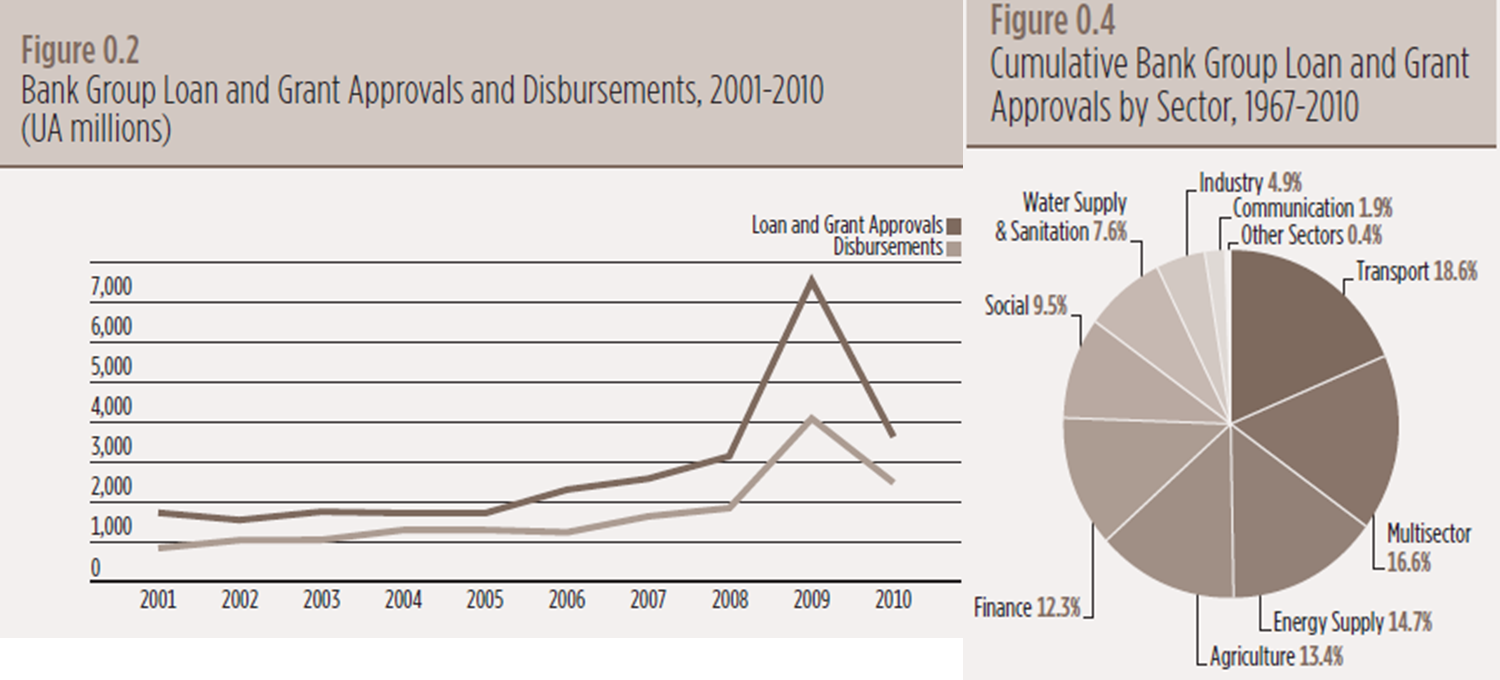 Figure 0.2
Bank Group Loan and Grant Approvals and Disbursements, 2001-2010
(UA millions)
Loan and Grant Approvals
Disbursements
7,000
6,000
5,000
4,000
3,000
2,000
1,000
0
2001 2002 2003 2004 2005 2006 2007 2008 2009 2010
Figure 0.4
Cumulative Bank Group Loan and Grant
Approvals by Sector, 1967-2010
Industry 4.9%
Water Supply
& Sanitation 7.6%
Communication 1.9%
Other Sectors 0.4%
Transport 18.6%
Social 9.5%
Multisector
16.6%
Finance 12.3%
Energy Supply 14.7%
Agriculture 13.4%